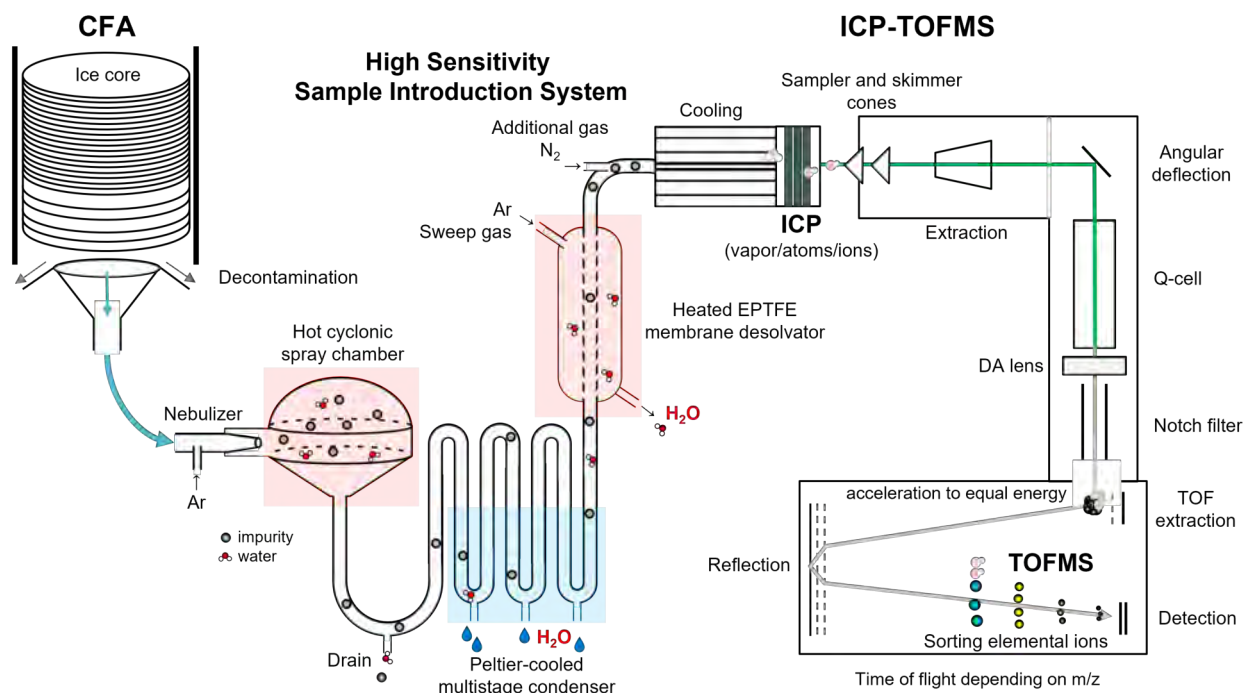 CFA
Ice core
Decontamination
High Sensitivity
Sample Introduction System
Hot cyclonic
spray chamber
Nebulizer
Ar
impurity
water
Drain
H₂O
Peltier-cooled
multistage condenser
Additional gas
N₂
Ar
Sweep gas
Heated EPTFE
membrane desolvator
H₂O
ICP-TOFMS
Cooling
Sampler and skimmer
cones
ICP
(vapor/atoms/ions)
Extraction
Angular
deflection
Q-cell
DA lens
Notch filter
acceleration to equal energy
TOF
extraction
Reflection
TOFMS
Sorting elemental ions
Detection
Time of flight depending on m/z